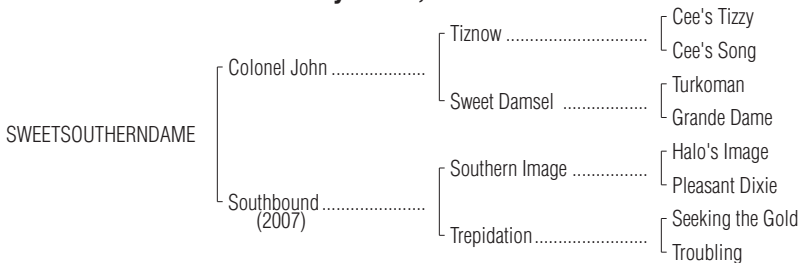 Cee's Tizzy
Tiznow ................................
Cee's Song
Colonel John .....................
Turkoman
Sweet Damsel ...................
Grande Dame
SWEETSOUTHERNDAME
Halo's Image
Southern Image .................
Pleasant Dixie
Southbound .......................
(2007)
Seeking the Gold
Trepidation.........................
Troubling